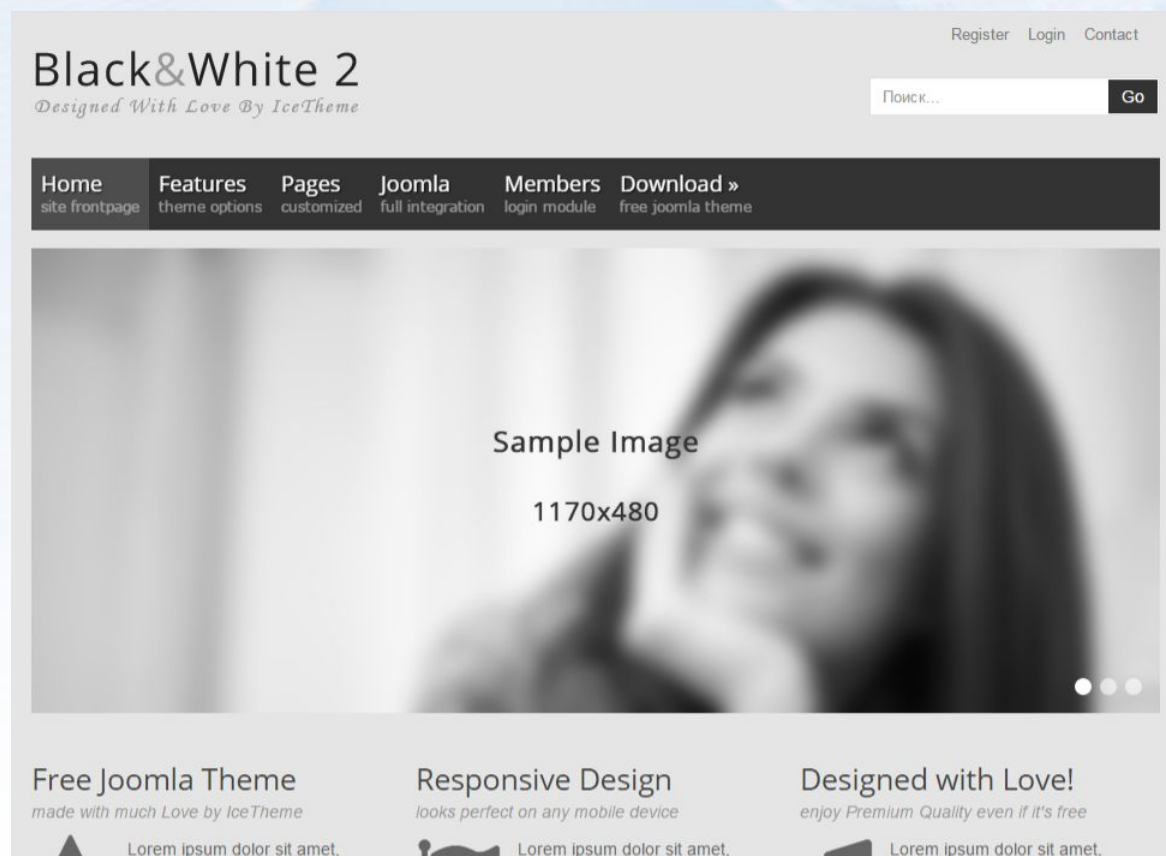 Register Login Contact
Black&White 2
Designed With Love By IceTheme
Поиск...
Go
Home Features Pages Joomla Members Download »
site frontpage theme options customized full integration login module free joomla theme
Sample Image
1170x480
Free Joomla Theme
made with much Love by IceTheme
Lorem ipsum dolor sit amet,
Responsive Design
looks perfect on any mobile device
Lorem ipsum dolor sit amet,
Designed with Love!
enjoy Premium Quality even if it's free
Lorem ipsum dolor sit amet,